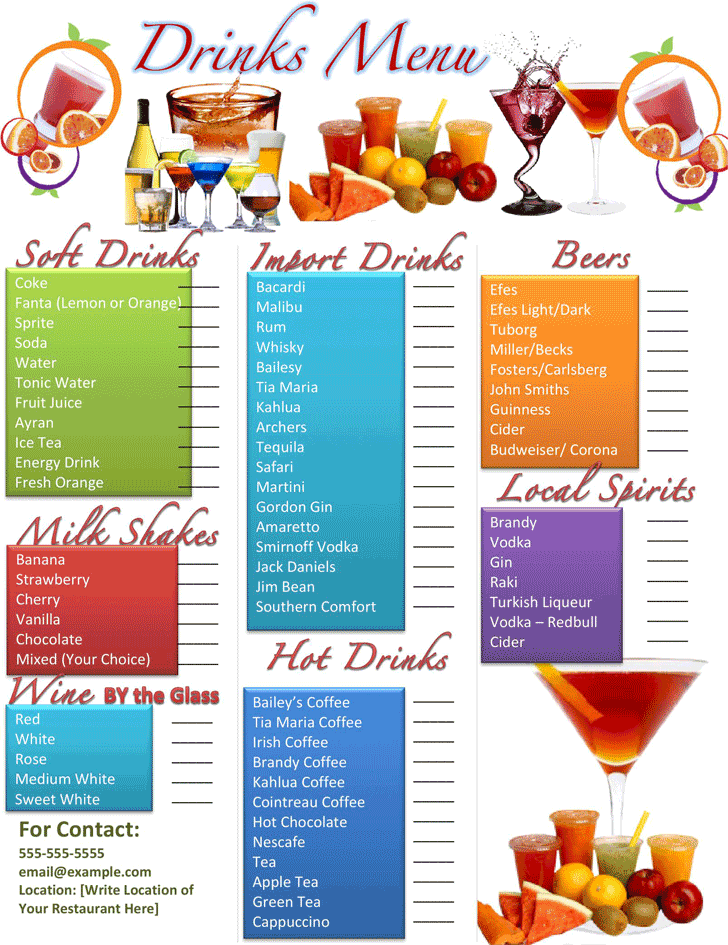 Drinks Menu
Soft Drinks
Coke
Fanta (Lemon or Orange)
Sprite
Soda
Water
Tonic Water
Fruit Juice
Ayran
Ice Tea
Energy Drink
Fresh Orange
Milk Shakes
Banana
Strawberry
Cherry
Vanilla
Chocolate
Mixed (Your Choice)
Wine BY the Glass
Red
White
Rose
Medium White
Sweet White
For Contact:
555-555-5555
email@example.com
Location: [Write Location of
Your Restaurant Here]
Import Drinks
Bacardi
Malibu
Rum
Whisky
Bailesy
Tia Maria
Kahlua
Archers
Tequila
Safari
Martini
Gordon Gin
Amaretto
Smirnoff Vodka
Jack Daniels
Jim Bean
Southern Comfort
Hot Drinks
Bailey's Coffee
Tia Maria Coffee
Irish Coffee
Brandy Coffee
Kahlua Coffee
Cointreau Coffee
Hot Chocolate
Nescafe
Tea
Apple Tea
Green Tea
Cappuccino
Beers
Efes
Efes Light/Dark
Tuborg
Miller/Becks
Fosters/Carlsberg
John Smiths
Guinness
Cider
Budweiser/ Corona
Local Spirits
Brandy
Vodka
Gin
Raki
Turkish Liqueur
Vodka – Redbull
Cider